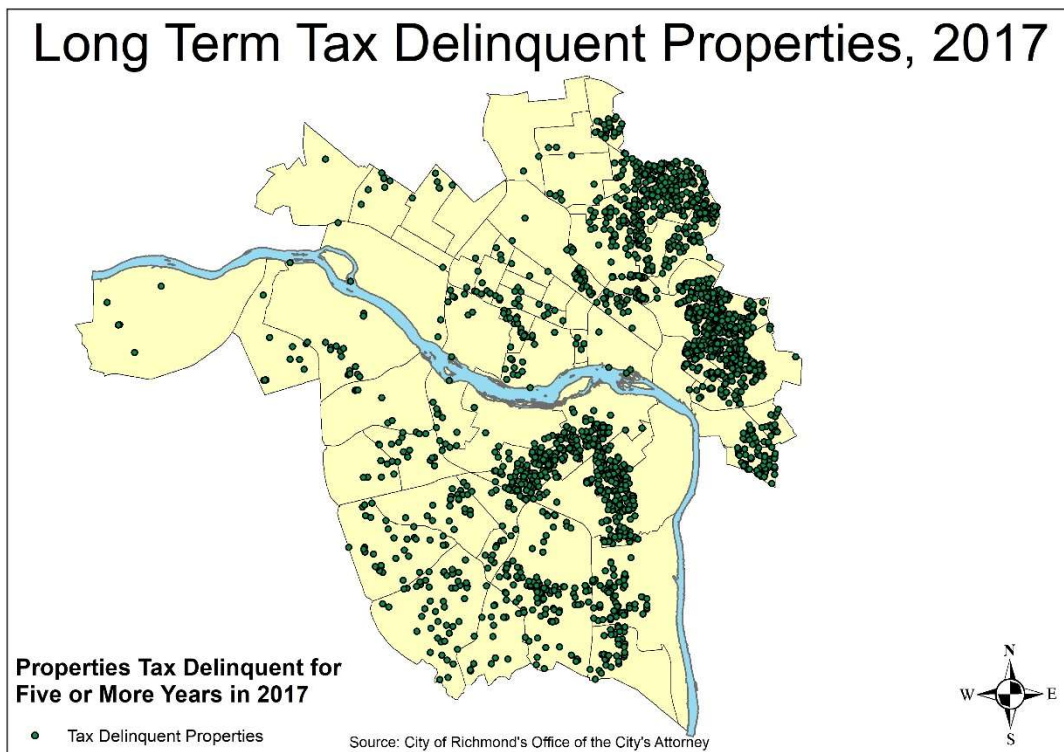 Long Term Tax Delinquent Properties, 2017
Properties Tax Delinquent for
Five or More Years in 2017
Tax Delinquent Properties
Source: City of Richmond's Office of the City's Attorney
N
W E
S